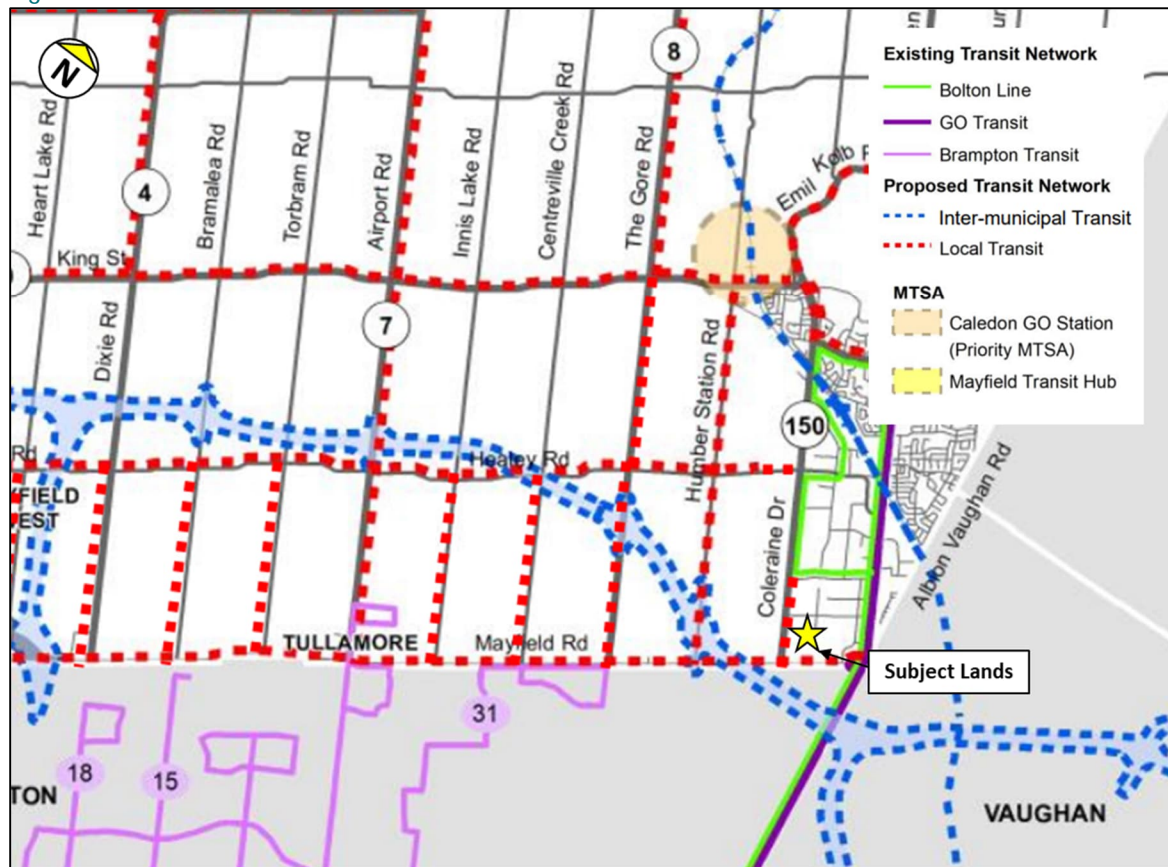 N
Heart Lake Rd
4
Bramalea Rd
Torbram Rd
Airport Rd
Innis Lake Rd
Centreville Creek Rd
The Gore Rd
8
Emil Kolb
King St
Dixie Rd
7
Humber Station Rd
150
Rd
Healey Rd
FIELD
EST
Coleraine Dr
Albion Vaughan Rd
TULLAMORE
Mayfield Rd
Subject Lands
31
18
15
TON
VAUGHAN
Existing Transit Network
Bolton Line
GO Transit
Brampton Transit
Proposed Transit Network
Inter-municipal Transit
Local Transit
MTSA
Caledon GO Station
(Priority MTSA)
Mayfield Transit Hub